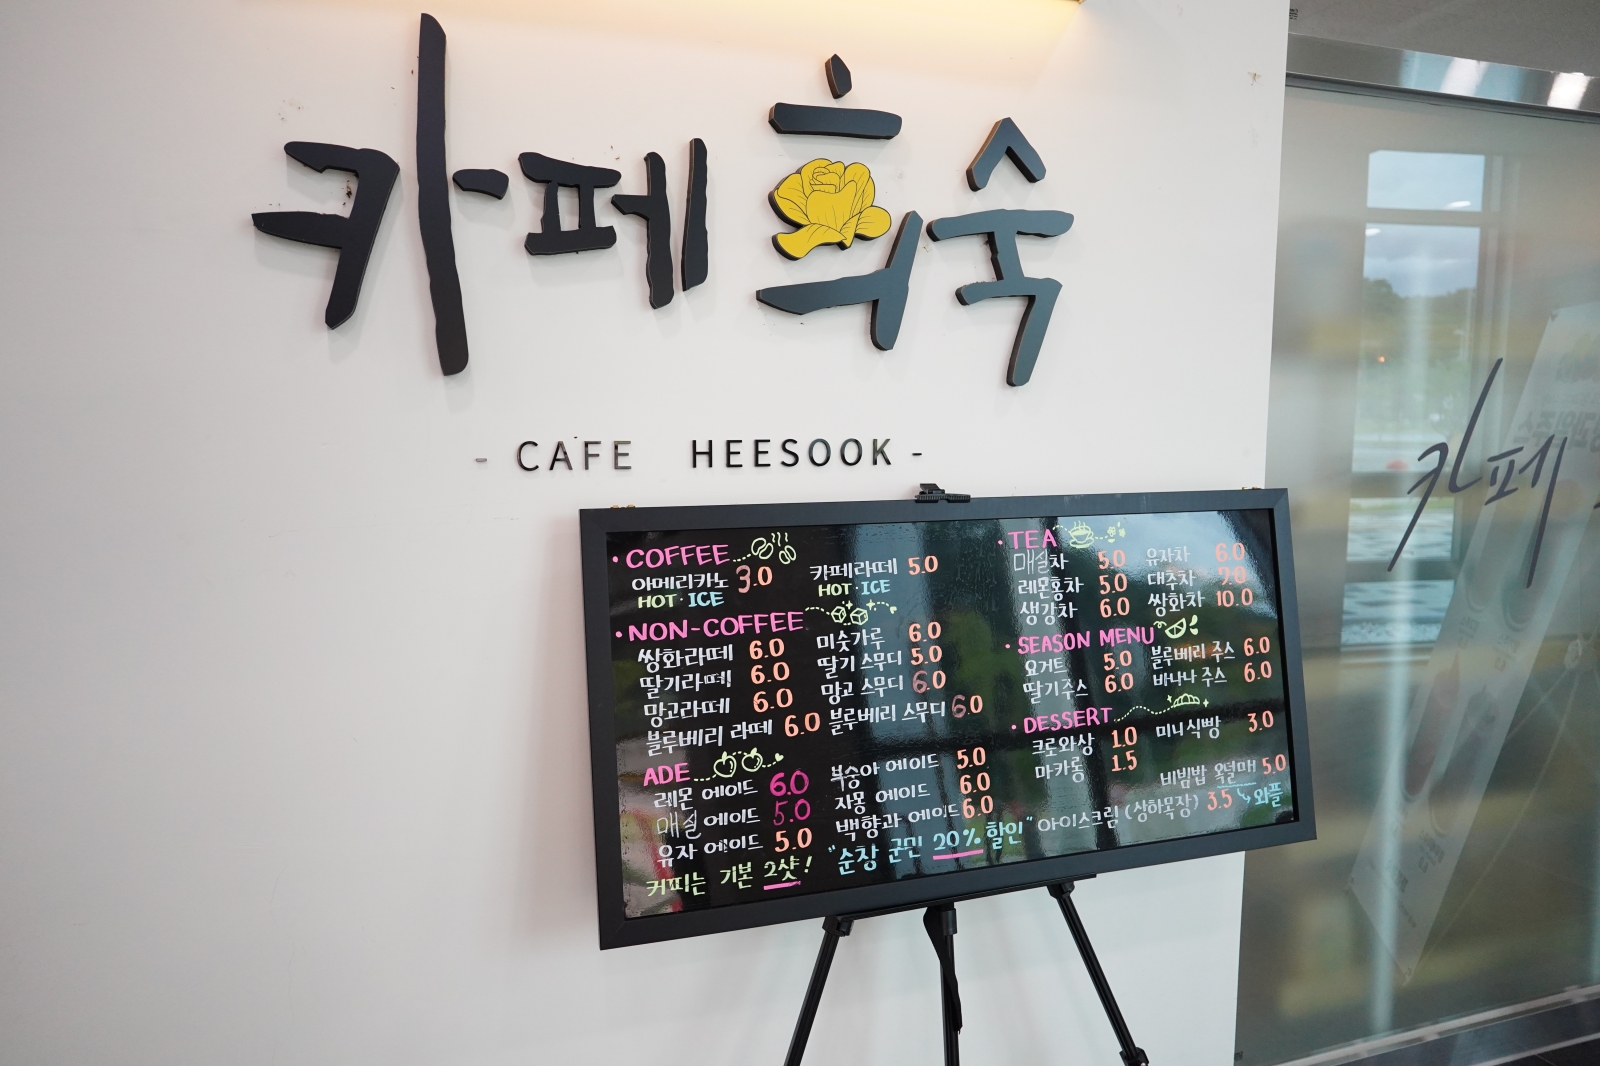 카페 희숙
- CAFE HEESOOK -
· COFFEE
아메리카노 3.0 카페라떼 5.0
HOT · ICE HOT · ICE
· NON-COFFEE
쌍화라떼 6.0 미숫가루 6.0
딸기라떼 6.0 딸기 스무디 5.0
망고라떼 6.0 망고 스무디 6.0
블루베리 라떼 6.0 블루베리 스무디 6.0
ADE
레몬 에이드 6.0 복숭아 에이드 5.0
매실 에이드 5.0 자몽 에이드 6.0
유자 에이드 5.0 백향과 에이드 6.0
커피는 기본 2샷! "순창 군민 20% 할인"
· TEA
매실차 5.0 유자차 6.0
레몬홍차 5.0 대추차 7.0
생강차 6.0 쌍화차 10.0
· SEASON MENU
요거트 5.0 블루베리 주스 6.0
딸기주스 6.0 바나나 주스 6.0
· DESSERT
크로와상 1.0 미니식빵 3.0
마카롱 1.5
비빔밥 5.0
아이스크림 (상하목장) 3.5 와플
카페